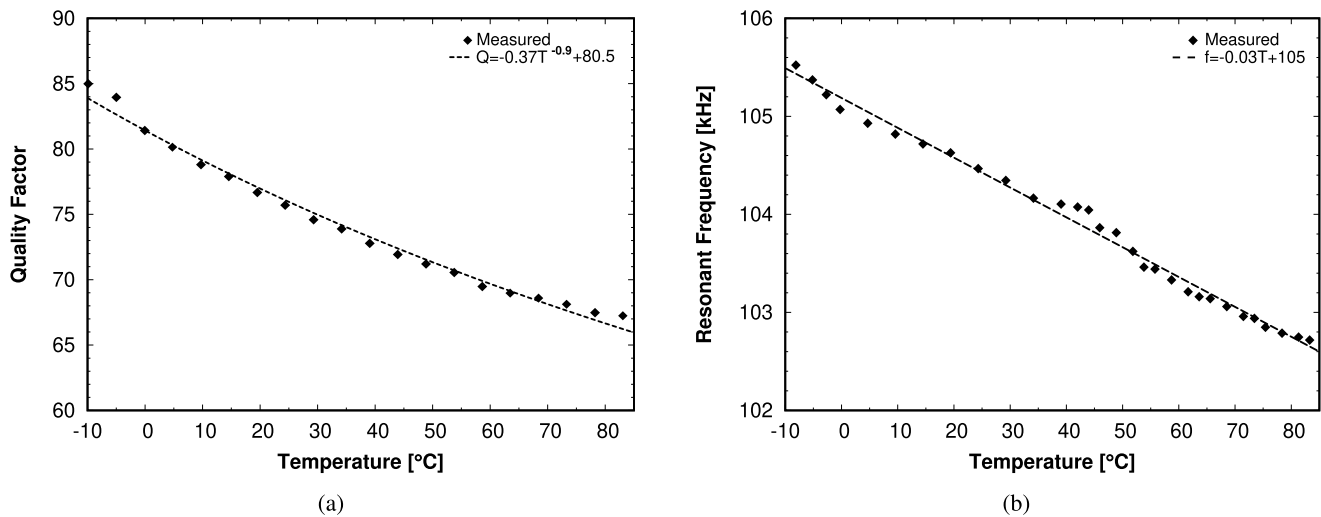 90
85
80
75
70
65
60
-10 0 10 20 30 40 50 60 70 80
Quality Factor
Temperature [°C]
Measured
Q=-0.37T^-0.9+80.5
(a)
106
105
104
103
102
-10 0 10 20 30 40 50 60 70 80
Resonant Frequency [kHz]
Temperature [°C]
Measured
f=-0.03T+105
(b)